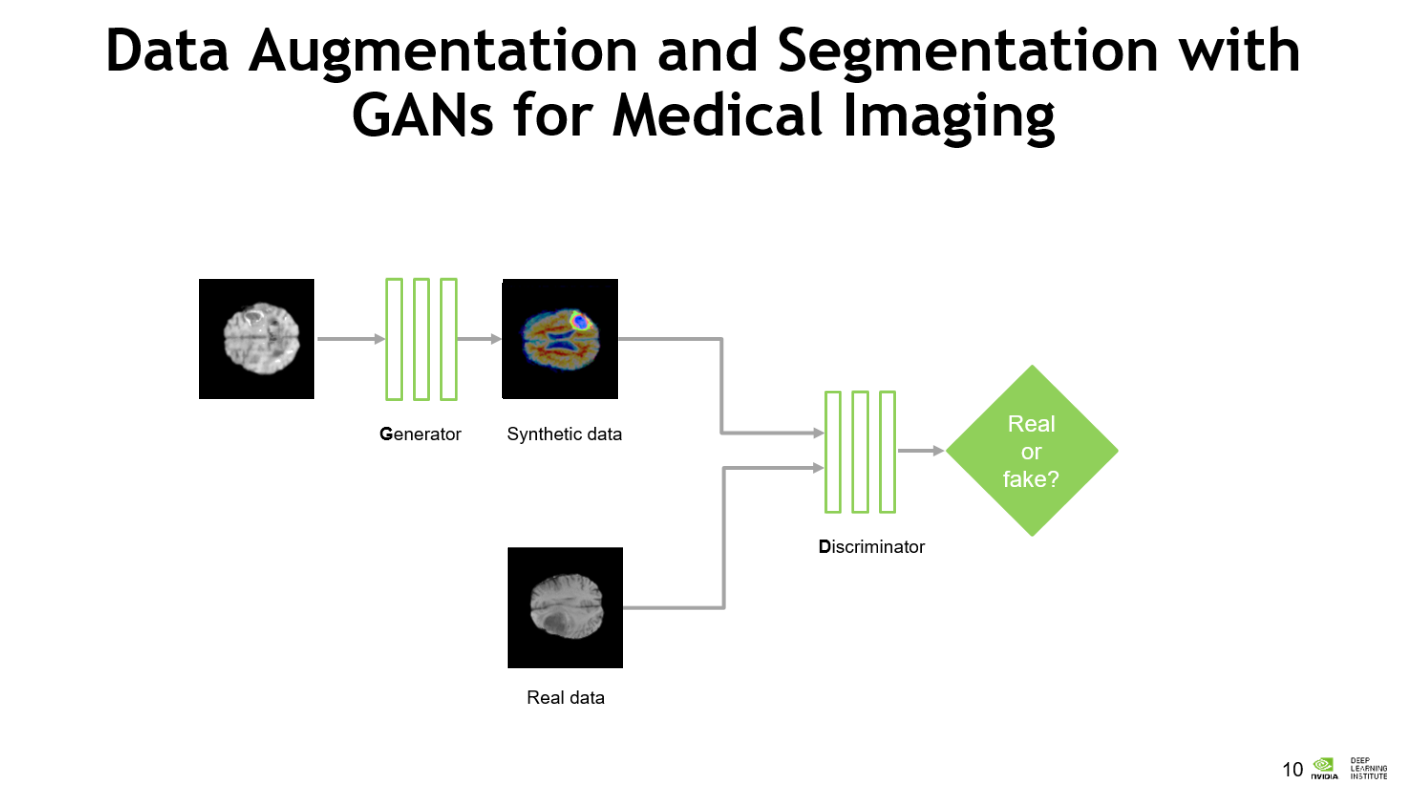 Data Augmentation and Segmentation with
GANs for Medical Imaging
Generator
Synthetic data
Real
or
fake?
Discriminator
Real data
10
NVIDIA
DEEP
LEARNING
INSTITUTE